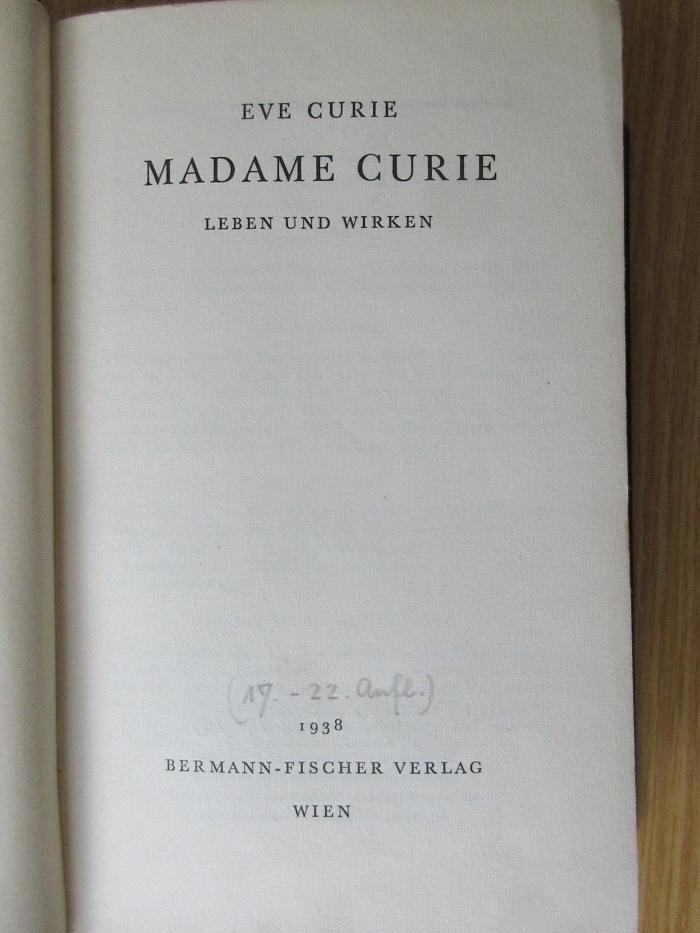 EVE CURIE
MADAME CURIE
LEBEN UND WIRKEN
(17. - 22. Aufl.)
1938
BERMANN-FISCHER VERLAG
WIEN